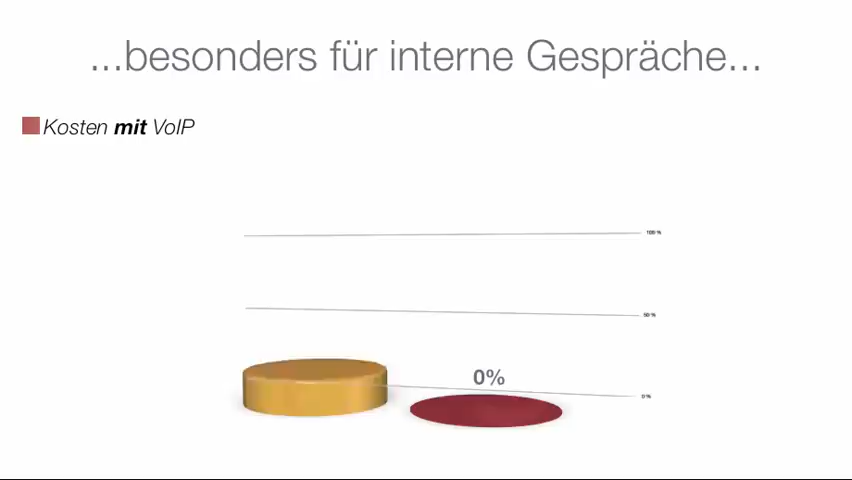 ...besonders für interne Gespräche...
Kosten mit VoIP
100 %
50 %
0%
0 %